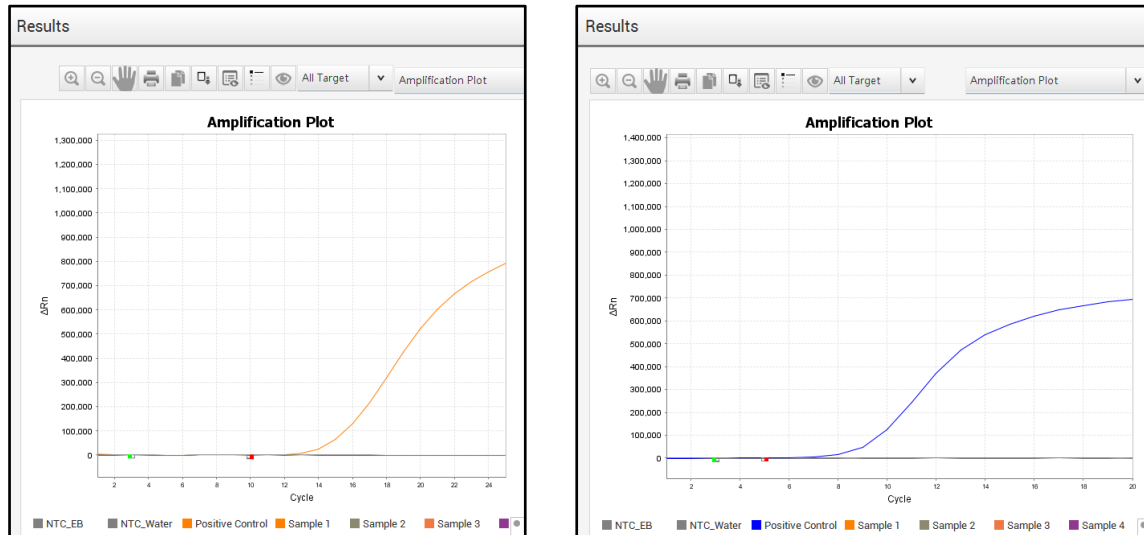 Results
All Target
Amplification Plot
Amplification Plot
1,300,000
1,200,000
1,100,000
1,000,000
900,000
800,000
700,000
600,000
500,000
400,000
300,000
200,000
100,000
0
ΔRn
2 4 6 8 10 12 14 16 18 20 22 24
Cycle
NTC_EB NTC_Water Positive Control Sample 1 Sample 2 Sample 3
Results
All Target
Amplification Plot
Amplification Plot
1,400,000
1,300,000
1,200,000
1,100,000
1,000,000
900,000
800,000
700,000
600,000
500,000
400,000
300,000
200,000
100,000
0
ΔRn
2 4 6 8 10 12 14 16 18 20
Cycle
NTC_EB NTC_Water Positive Control Sample 1 Sample 2 Sample 3 Sample 4